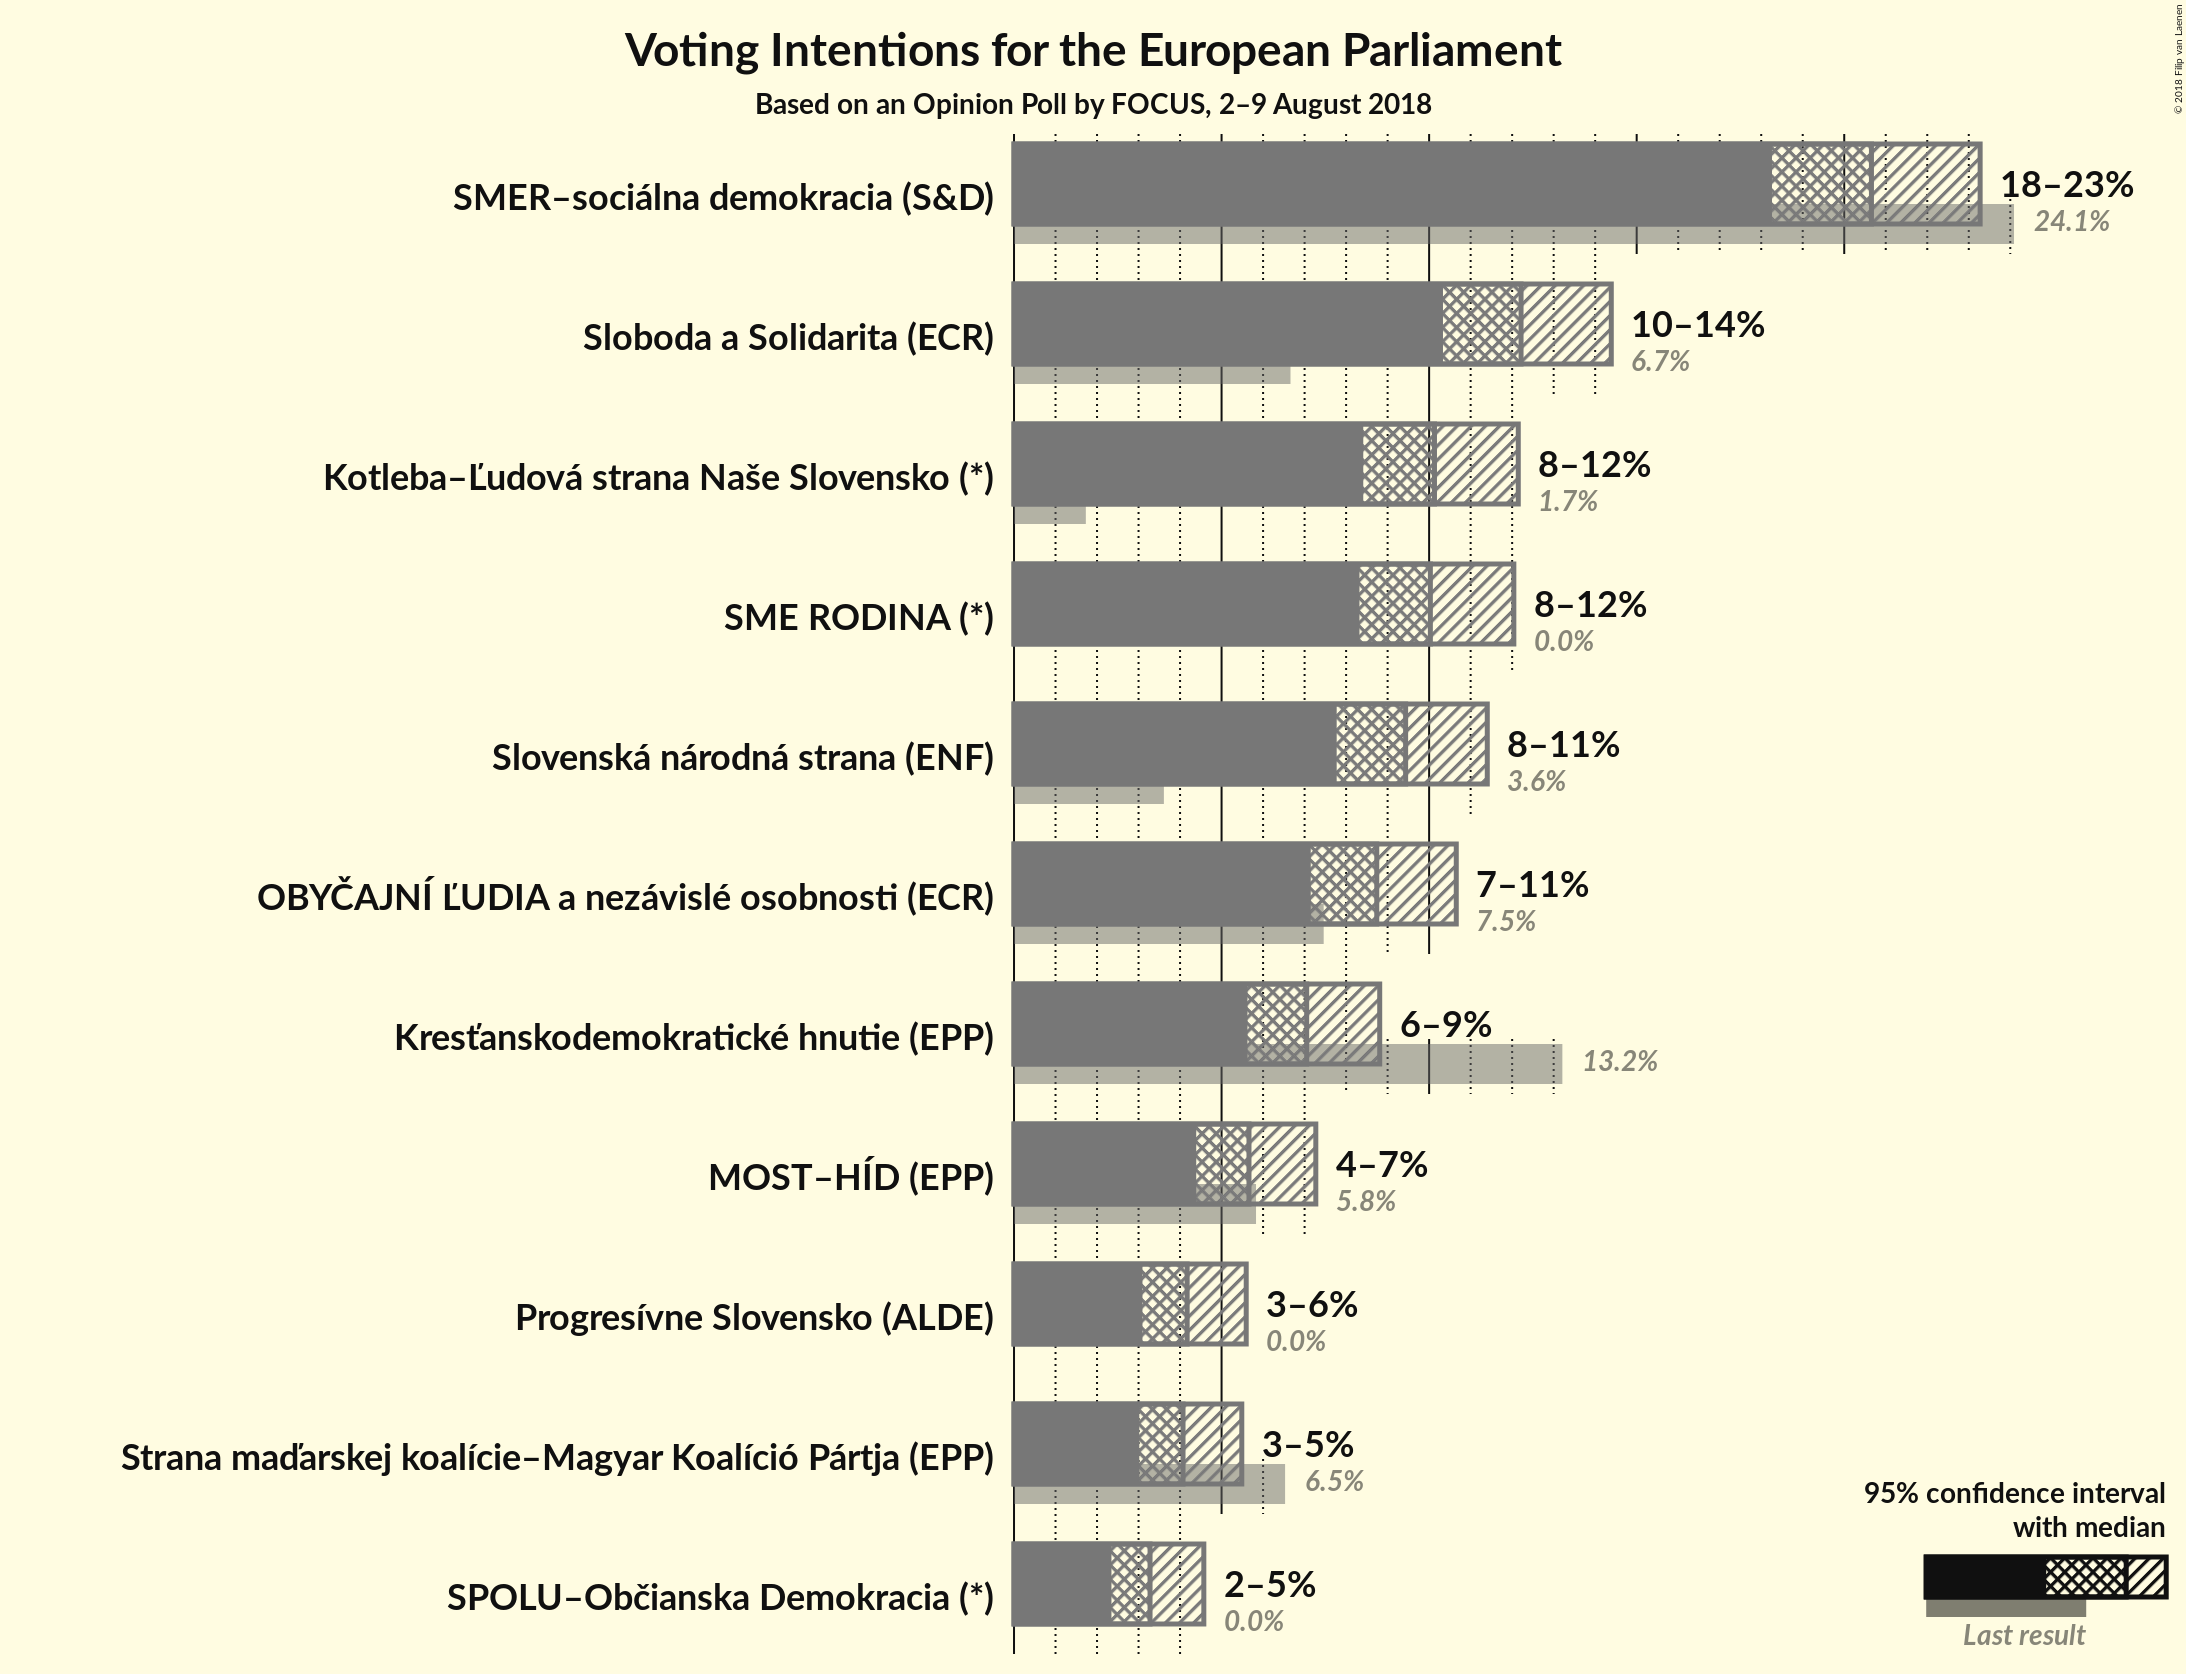 Voting Intentions for the European Parliament
Based on an Opinion Poll by FOCUS, 2–9 August 2018
© 2018 Filip van Laenen
SMER–sociálna demokracia (S&D)
18–23%
24.1%
Sloboda a Solidarita (ECR)
10–14%
6.7%
Kotleba–Ľudová strana Naše Slovensko (*)
8–12%
1.7%
SME RODINA (*)
8–12%
0.0%
Slovenská národná strana (ENF)
8–11%
3.6%
OBYČAJNÍ ĽUDIA a nezávislé osobnosti (ECR)
7–11%
7.5%
Kresťanskodemokratické hnutie (EPP)
6–9%
13.2%
MOST–HÍD (EPP)
4–7%
5.8%
Progresívne Slovensko (ALDE)
3–6%
0.0%
Strana maďarskej koalície–Magyar Koalíció Pártja (EPP)
3–5%
6.5%
SPOLU–Občianska Demokracia (*)
2–5%
0.0%
95% confidence interval
with median
Last result